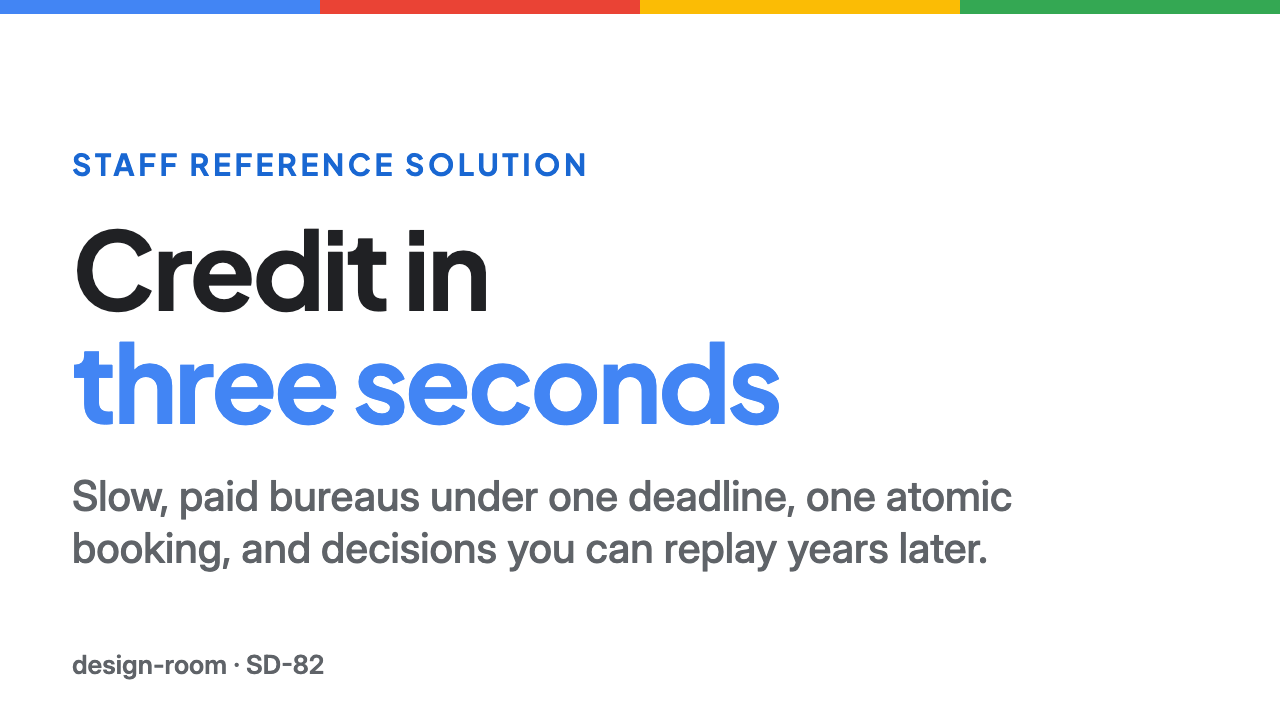 STAFF REFERENCE SOLUTION
Credit in
three seconds
Slow, paid bureaus under one deadline, one atomic
booking, and decisions you can replay years later.
design-room · SD-82